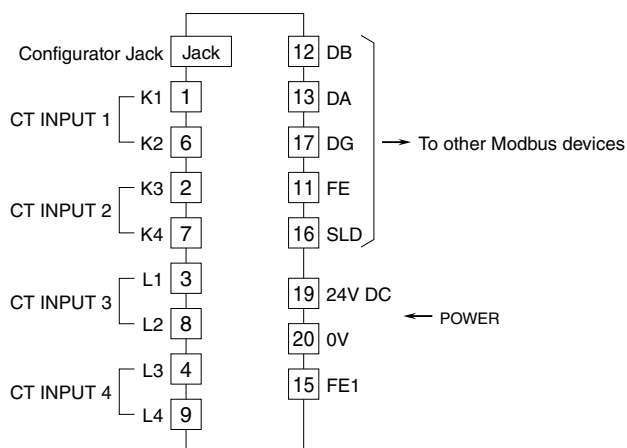 Configurator Jack
Jack
CT INPUT 1
K1 1
K2 6
CT INPUT 2
K3 2
K4 7
CT INPUT 3
L1 3
L2 8
CT INPUT 4
L3 4
L4 9
12 DB
13 DA
17 DG
11 FE
16 SLD
To other Modbus devices
19 24V DC
20 0V
POWER
15 FE1